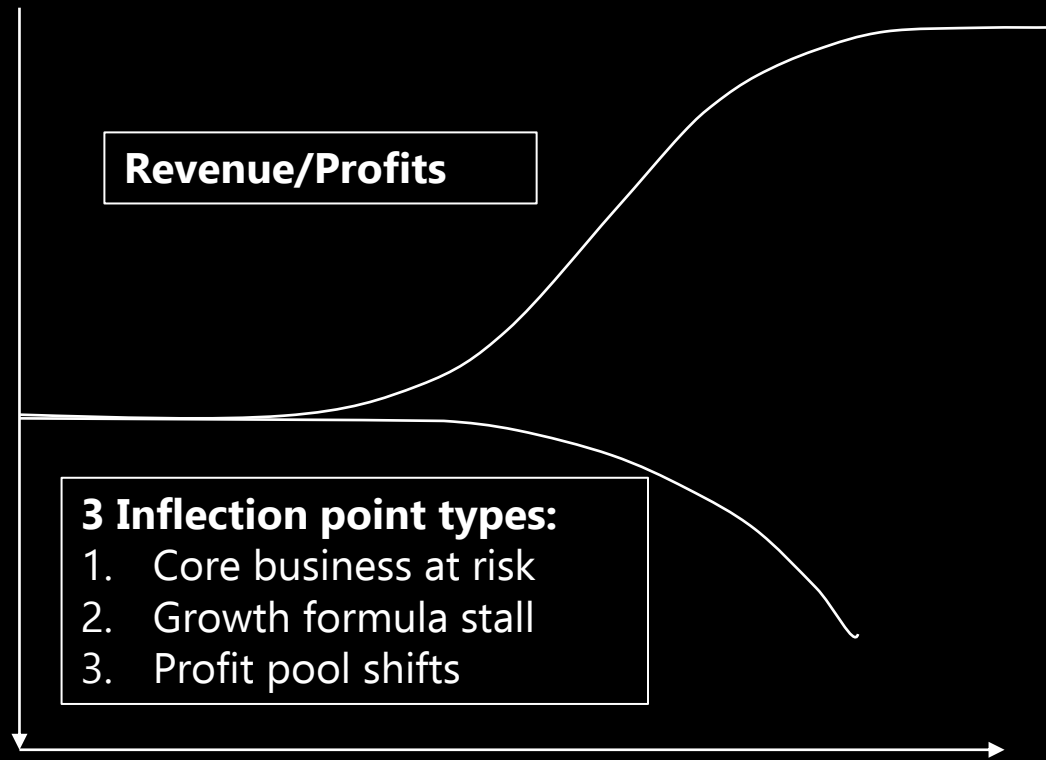 Revenue/Profits
3 Inflection point types:
1. Core business at risk
2. Growth formula stall
3. Profit pool shifts